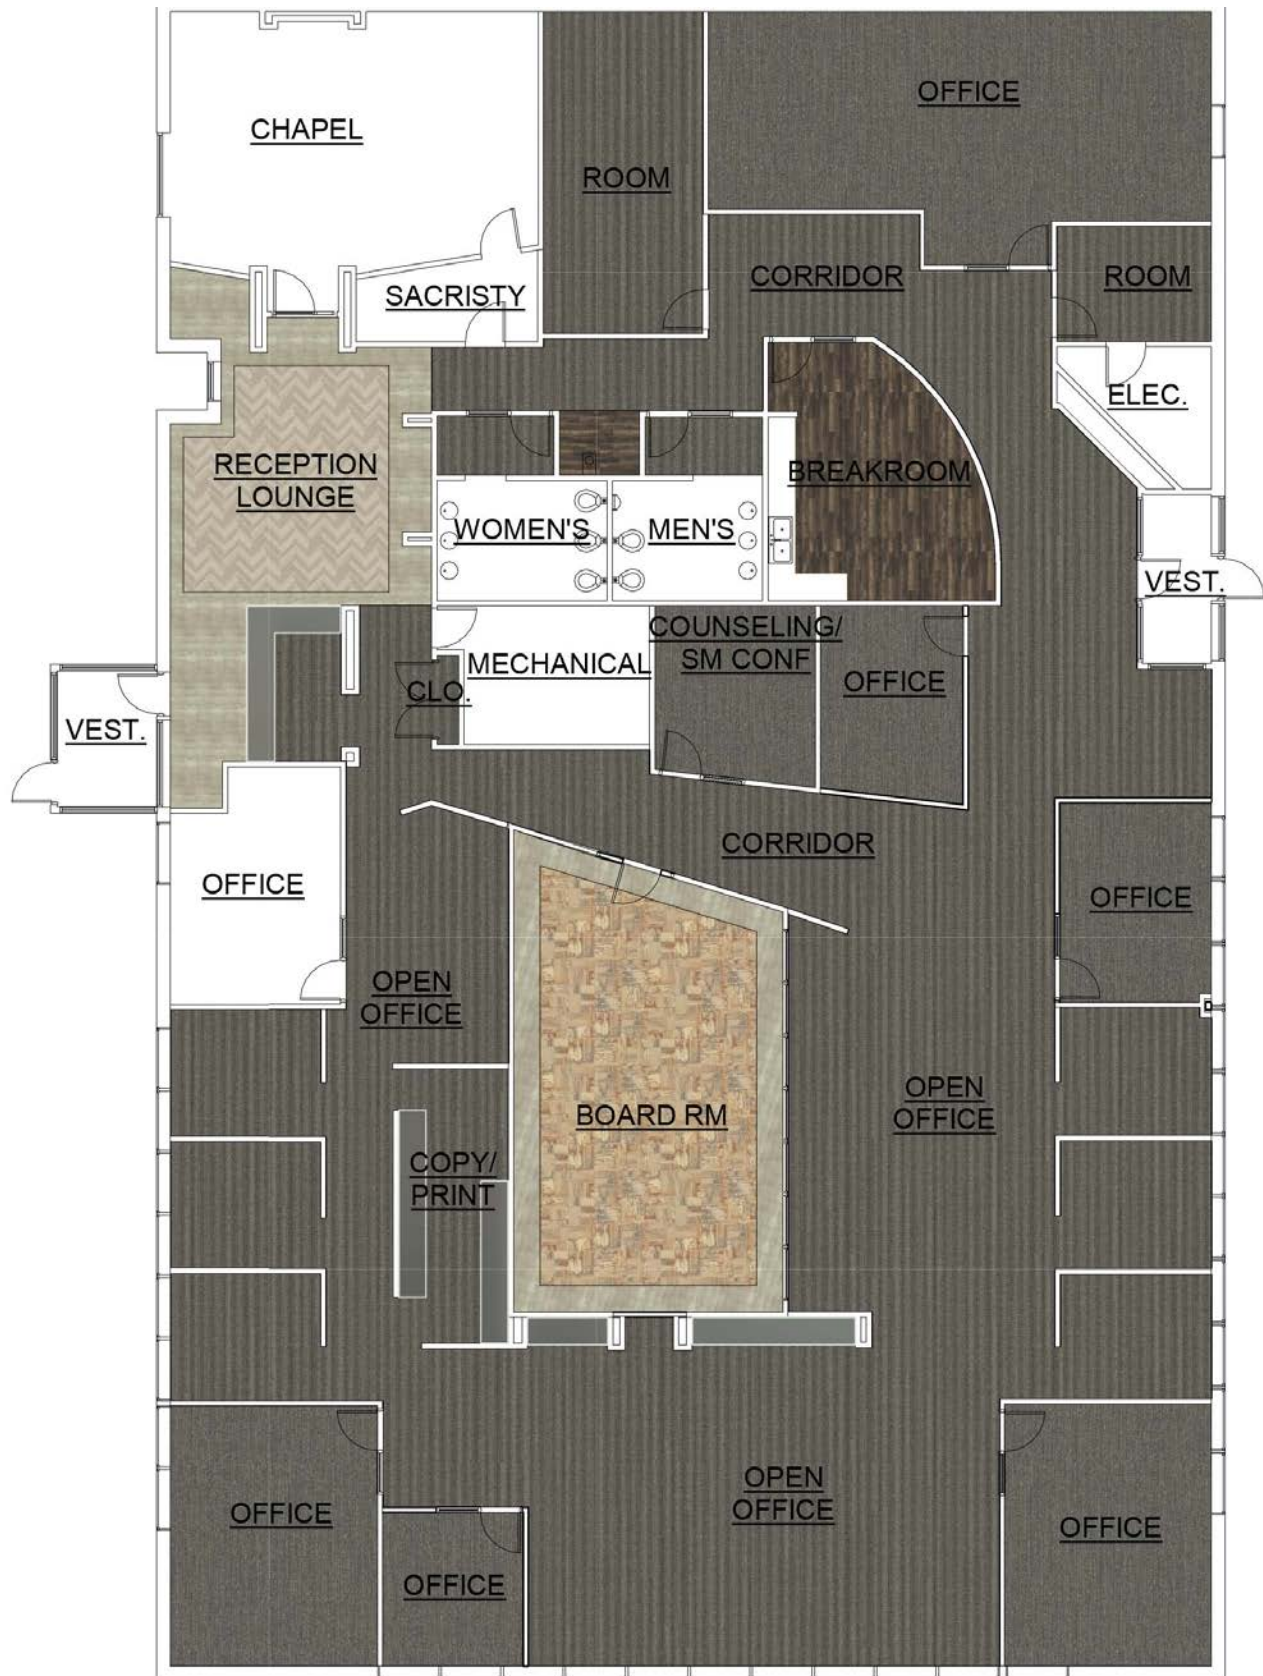 OFFICE
CHAPEL
ROOM
CORRIDOR
ROOM
SACRISTY
ELEC.
RECEPTION
LOUNGE
BREAKROOM
WOMEN'S
MEN'S
VEST.
COUNSELING/
SM CONF
MECHANICAL
OFFICE
CLO.
VEST.
CORRIDOR
OFFICE
OFFICE
OPEN
OFFICE
OPEN
OFFICE
BOARD RM
COPY/
PRINT
OPEN
OFFICE
OFFICE
OFFICE
OFFICE